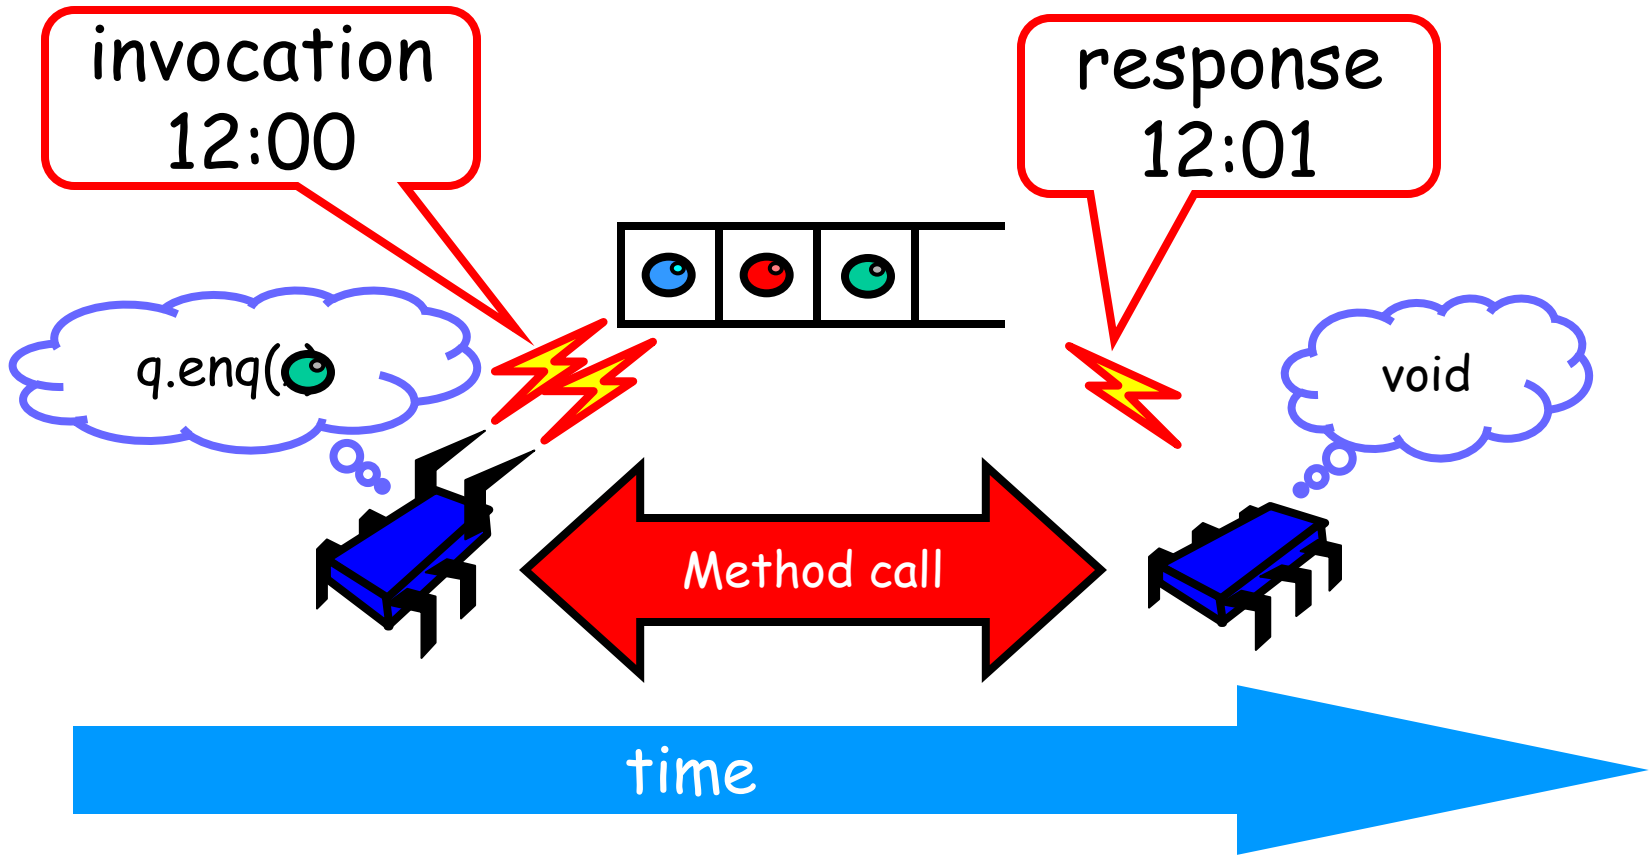 invocation
12:00
response
12:01
q.enq( )
void
Method call
time